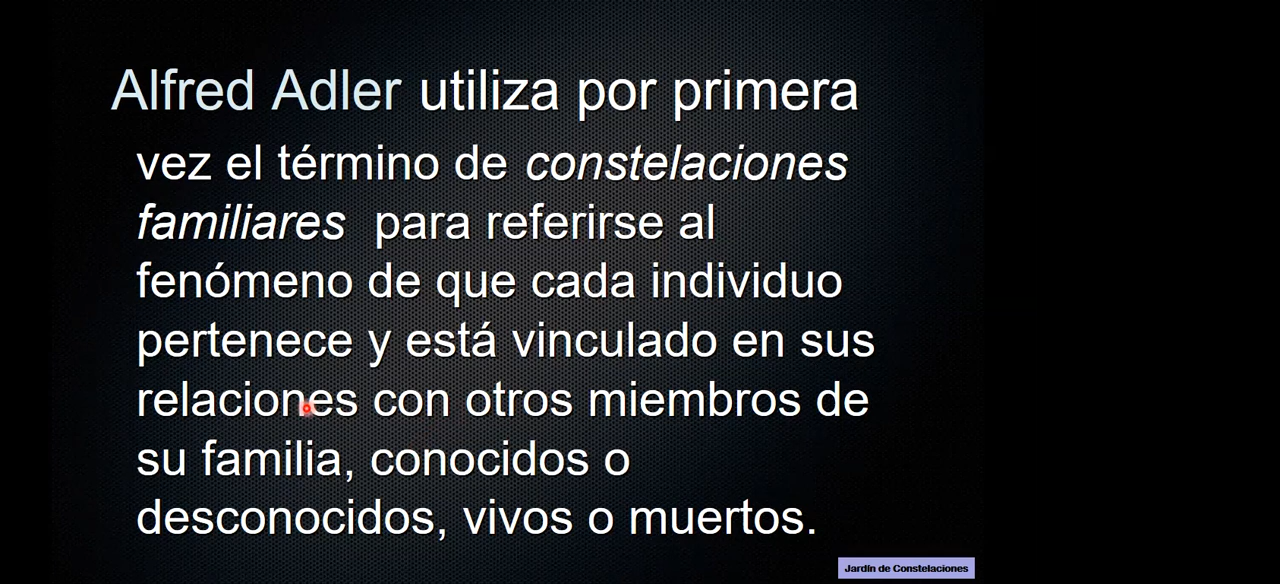 Alfred Adler utiliza por primera
vez el término de constelaciones
familiares para referirse al
fenómeno de que cada individuo
pertenece y está vinculado en sus
relaciones con otros miembros de
su familia, conocidos o
desconocidos, vivos o muertos.
Jardín de Constelaciones